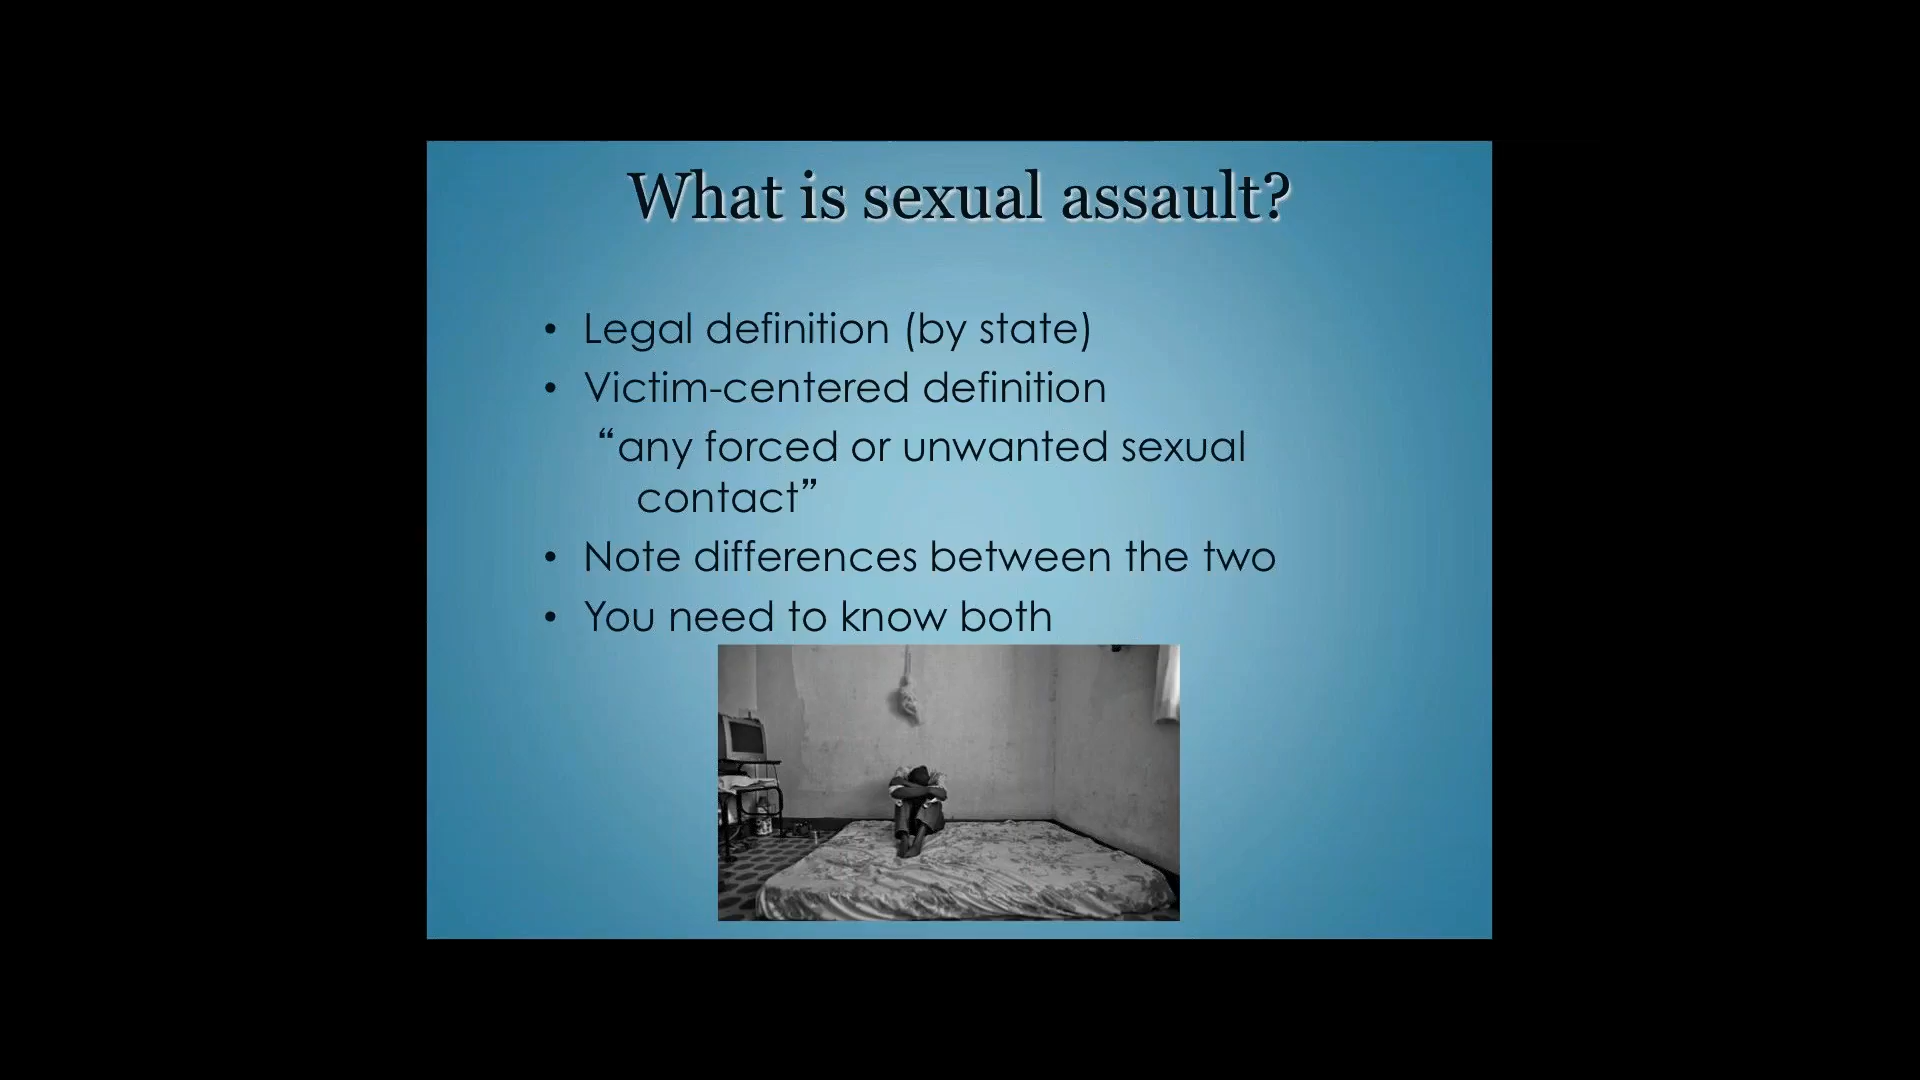 What is sexual assault?
• Legal definition (by state)
• Victim-centered definition
“any forced or unwanted sexual
contact”
• Note differences between the two
• You need to know both